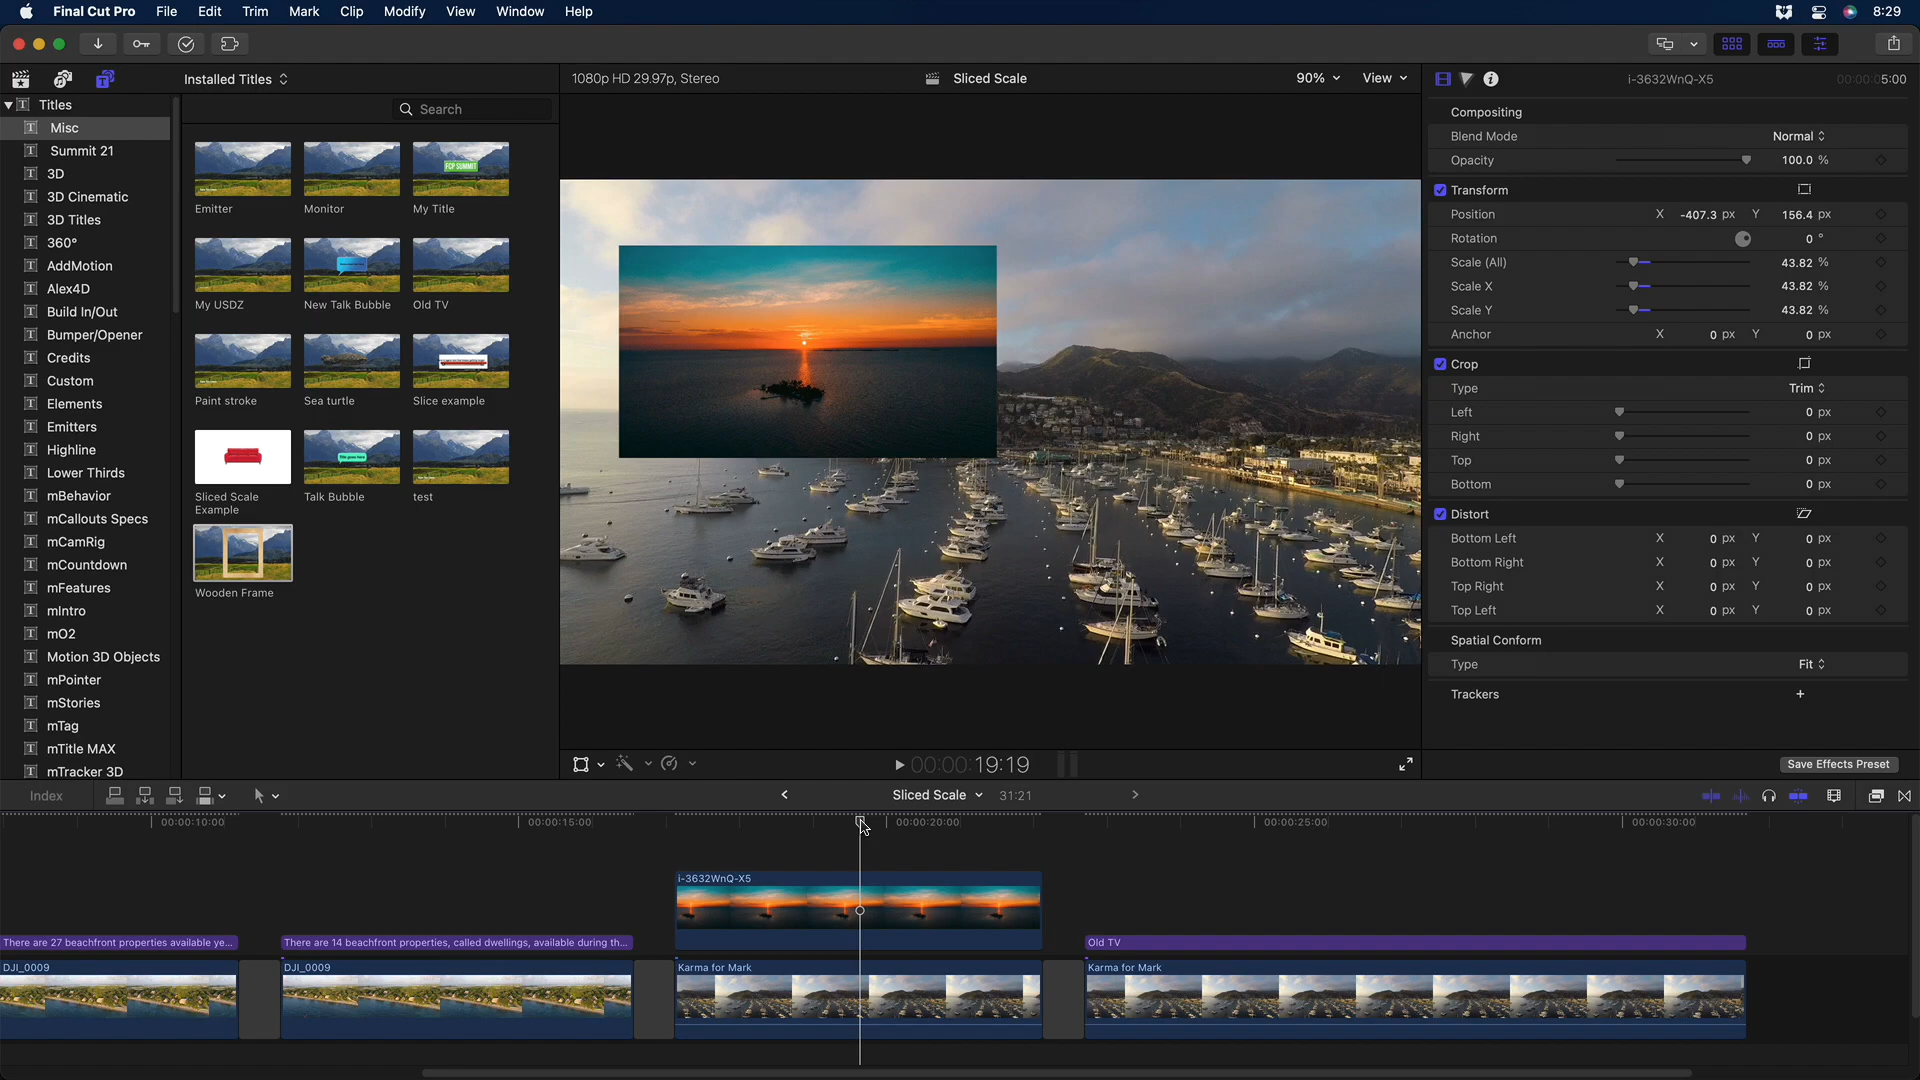 Final Cut Pro File Edit Trim Mark Clip Modify View Window Help 8:29
Installed Titles 1080p HD 29.97p, Stereo Sliced Scale 90% View i-3632WnQ-X5 00:00:05:00
Titles
Search
Misc
Summit 21
3D
3D Cinematic
3D Titles
360°
AddMotion
Alex4D
Build In/Out
Bumper/Opener
Credits
Custom
Elements
Emitters
Highline
Lower Thirds
mBehavior
mCallouts Specs
mCamRig
mCountdown
mFeatures
mIntro
mO2
Motion 3D Objects
mPointer
mStories
mTag
mTitle MAX
mTracker 3D
FCP SUMMIT
Emitter Monitor My Title
My USDZ New Talk Bubble Old TV
Paint stroke Sea turtle Slice example
Title goes here
Sliced Scale Example Talk Bubble test
Wooden Frame
Compositing
Blend Mode Normal
Opacity 100.0 %
Transform
Position X -407.3 px Y 156.4 px
Rotation 0 °
Scale (All) 43.82 %
Scale X 43.82 %
Scale Y 43.82 %
Anchor X 0 px Y 0 px
Crop
Type Trim
Left 0 px
Right 0 px
Top 0 px
Bottom 0 px
Distort
Bottom Left X 0 px Y 0 px
Bottom Right X 0 px Y 0 px
Top Right X 0 px Y 0 px
Top Left X 0 px Y 0 px
Spatial Conform
Type Fit
Trackers +
00:00:19:19 Save Effects Preset
Index Sliced Scale 31:21
00:00:10:00 00:00:15:00 00:00:20:00 00:00:25:00 00:00:30:00
i-3632WnQ-X5
There are 27 beachfront properties available ye... There are 14 beachfront properties, called dwellings, available during th... Old TV
DJI_0009 DJI_0009 Karma for Mark Karma for Mark